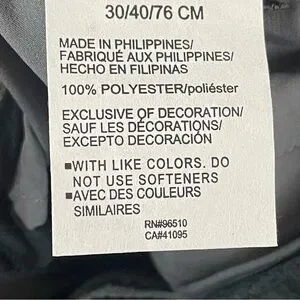 30/40/76 CM
MADE IN PHILIPPINES/
FABRIQUÉ AUX PHILIPPINES/
HECHO EN FILIPINAS
100% POLYESTER/poliéster
EXCLUSIVE OF DECORATION/
SAUF LES DÉCORATIONS/
EXCEPTO DECORACIÓN
■WITH LIKE COLORS. DO
NOT USE SOFTENERS
■AVEC DES COULEURS
SIMILAIRES
RN#96510
CA#41095